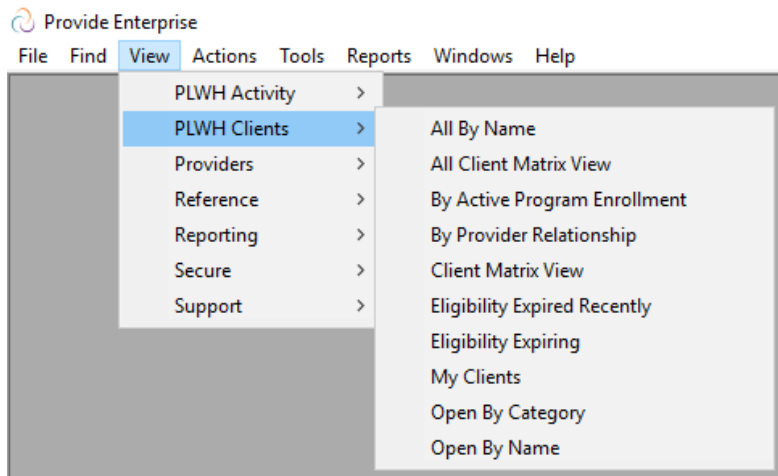 Provide Enterprise
File Find View Actions Tools Reports Windows Help
PLWH Activity
PLWH Clients
Providers
Reference
Reporting
Secure
Support
All By Name
All Client Matrix View
By Active Program Enrollment
By Provider Relationship
Client Matrix View
Eligibility Expired Recently
Eligibility Expiring
My Clients
Open By Category
Open By Name